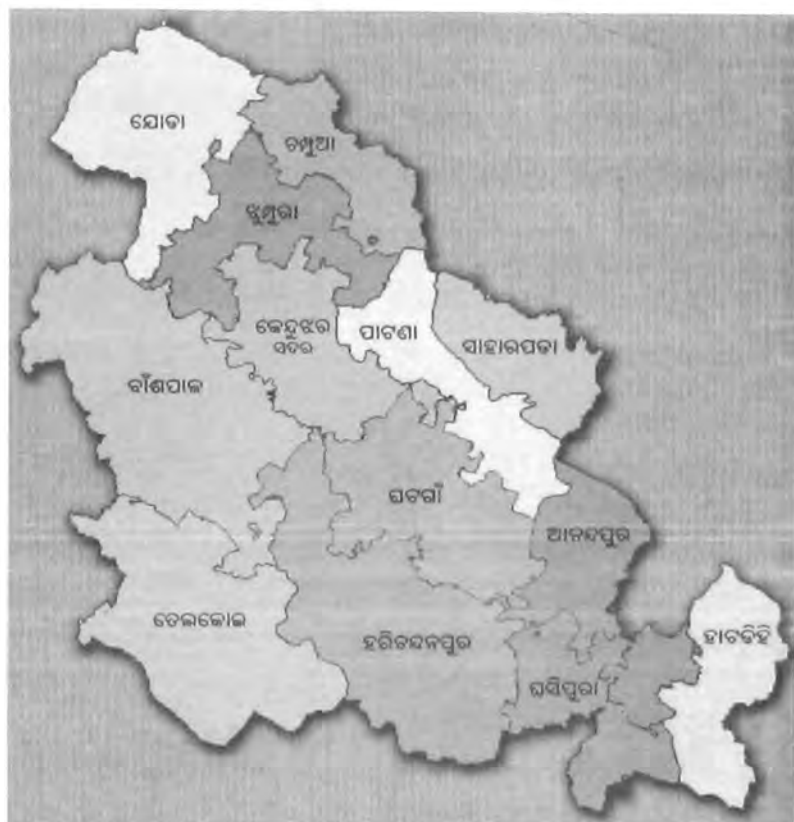 ଯୋଡା
ଚମ୍ପୁଆ
ଝୁମ୍ପୁରା
କେନ୍ଦୁଝର
ସଦର
ପାଟଣା
ସାହାରପଡା
ବାଁଶପାଳ
ଘଟଗାଁ
ଆନନ୍ଦପୁର
ତେଲକୋଇ
ହରିଚନ୍ଦନପୁର
ଘସିପୁରା
ହାଟଡିହି